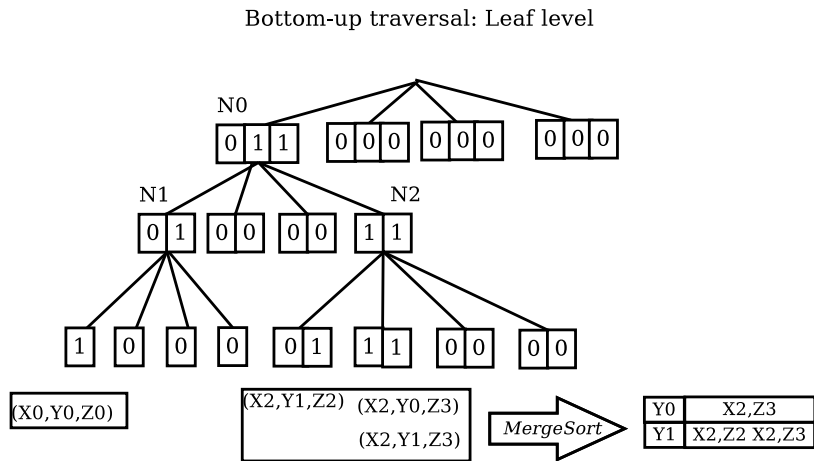 Bottom-up traversal: Leaf level
N0
0 1 1 0 0 0 0 0 0 0 0 0
N1 N2
0 1 0 0 0 0 1 1
1 0 0 0 0 1 1 1 0 0 0 0
(X0,Y0,Z0)
(X2,Y1,Z2) (X2,Y0,Z3)
(X2,Y1,Z3)
MergeSort
Y0 X2,Z3
Y1 X2,Z2 X2,Z3